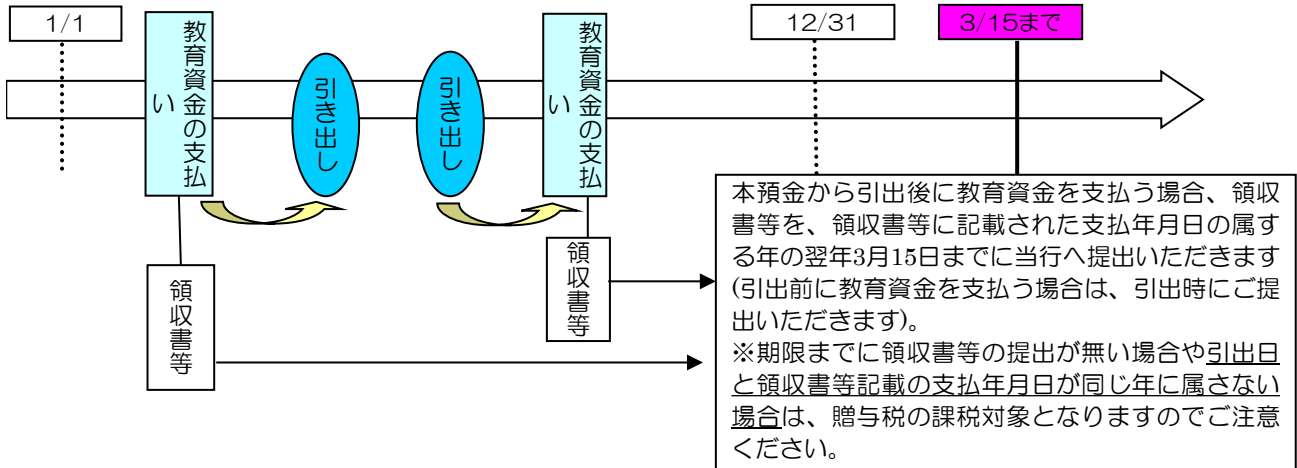 1/1
教育資金の支払
い
引き出し
引き出し
教育資金の支払
い
12/31
3/15まで
領収書等
領収書等
本預金から引出後に教育資金を支払う場合、領収
書等を、領収書等に記載された支払年月日の属す
る年の翌年3月15日までに当行へ提出いただきます
(引出前に教育資金を支払う場合は、引出時にご提
出いただきます)。
※期限までに領収書等の提出が無い場合や引出日
と領収書等記載の支払年月日が同じ年に属さない
場合は、贈与税の課税対象となりますのでご注意
ください。